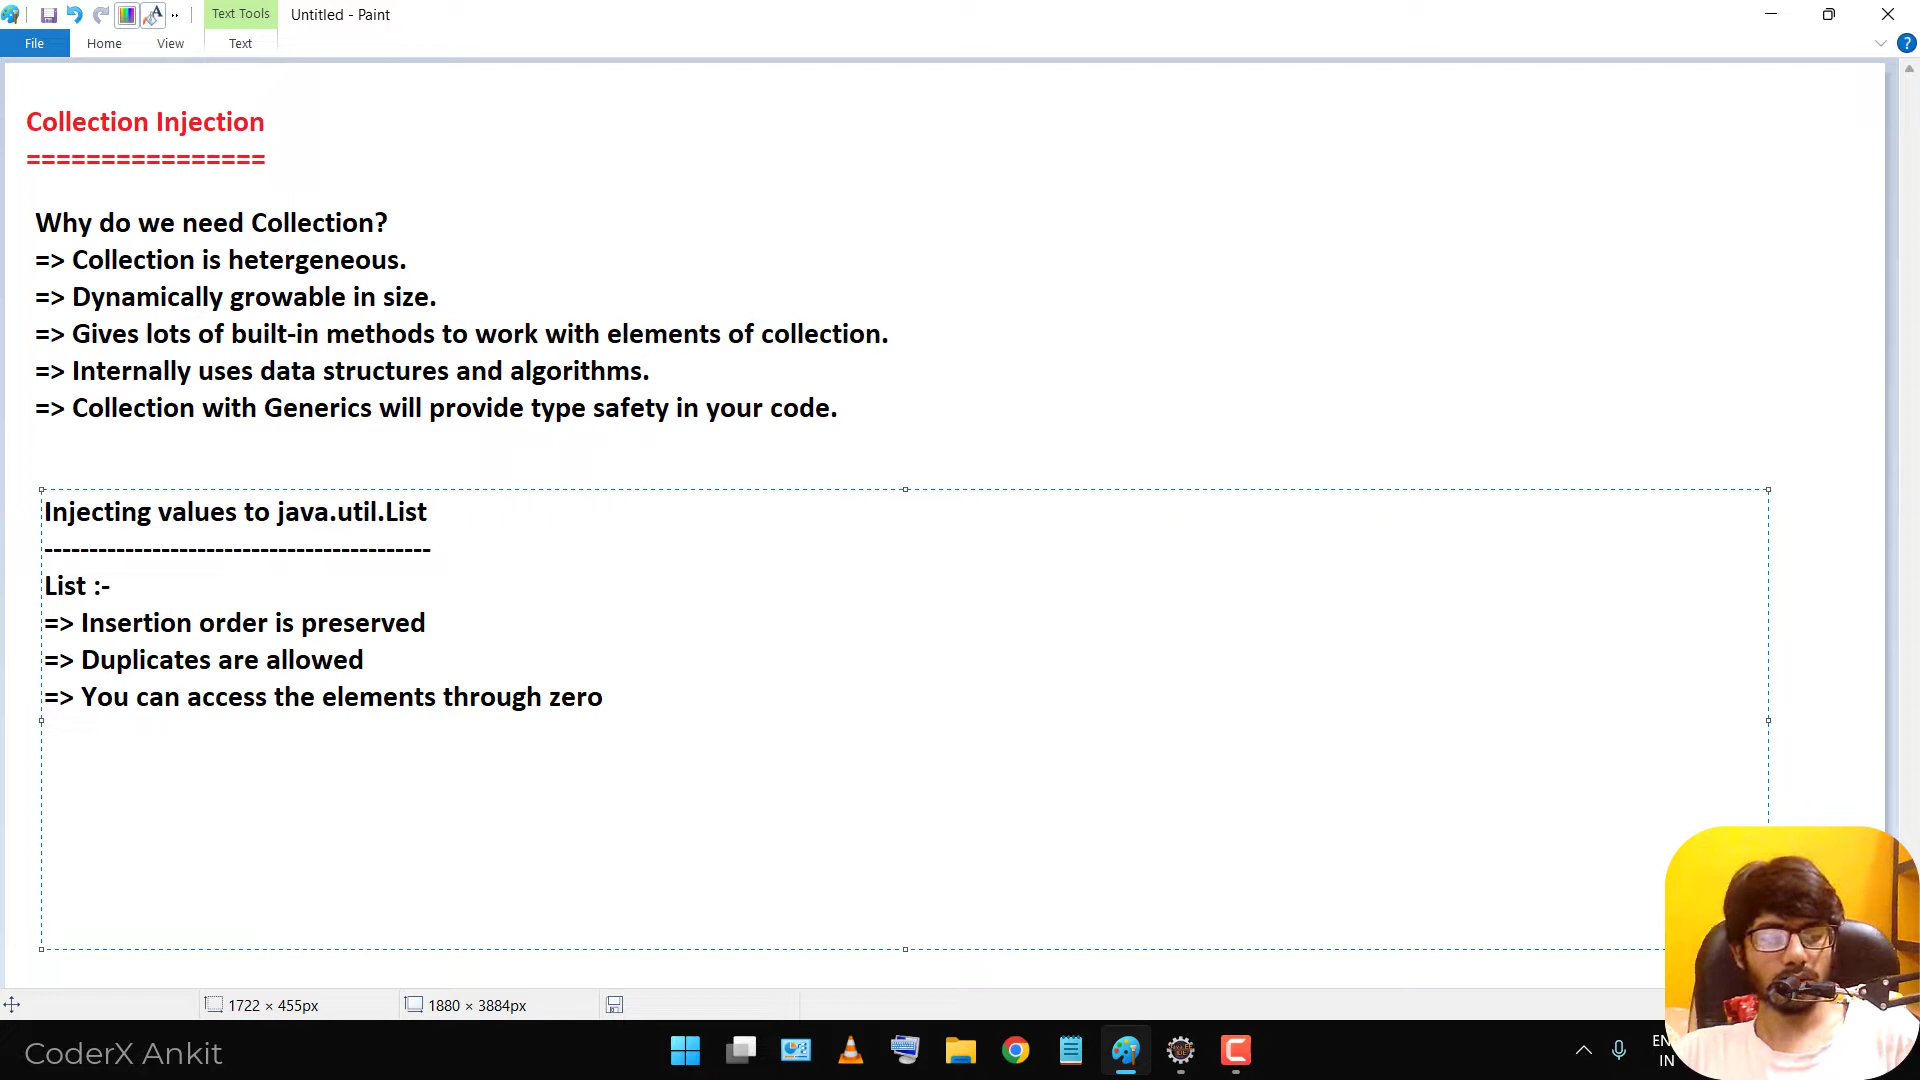 Text Tools
Untitled - Paint
File
Home
View
Text
Collection Injection
================
Why do we need Collection?
=> Collection is hetergeneous.
=> Dynamically growable in size.
=> Gives lots of built-in methods to work with elements of collection.
=> Internally uses data structures and algorithms.
=> Collection with Generics will provide type safety in your code.
Injecting values to java.util.List
-------------------------------------------
List :-
=> Insertion order is preserved
=> Duplicates are allowed
=> You can access the elements through zero
1722 × 455px
1880 × 3884px
CoderX Ankit
IN